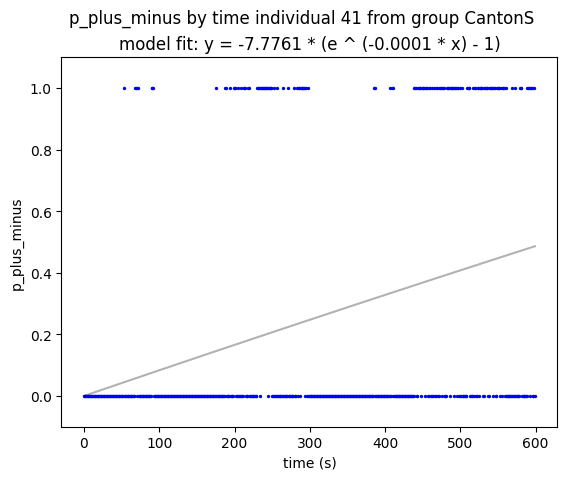 p_plus_minus by time individual 41 from group CantonS
model fit: y = -7.7761 * (e ^ (-0.0001 * x) - 1)
1.0
0.8
0.6
0.4
0.2
0.0
p_plus_minus
0 100 200 300 400 500 600
time (s)